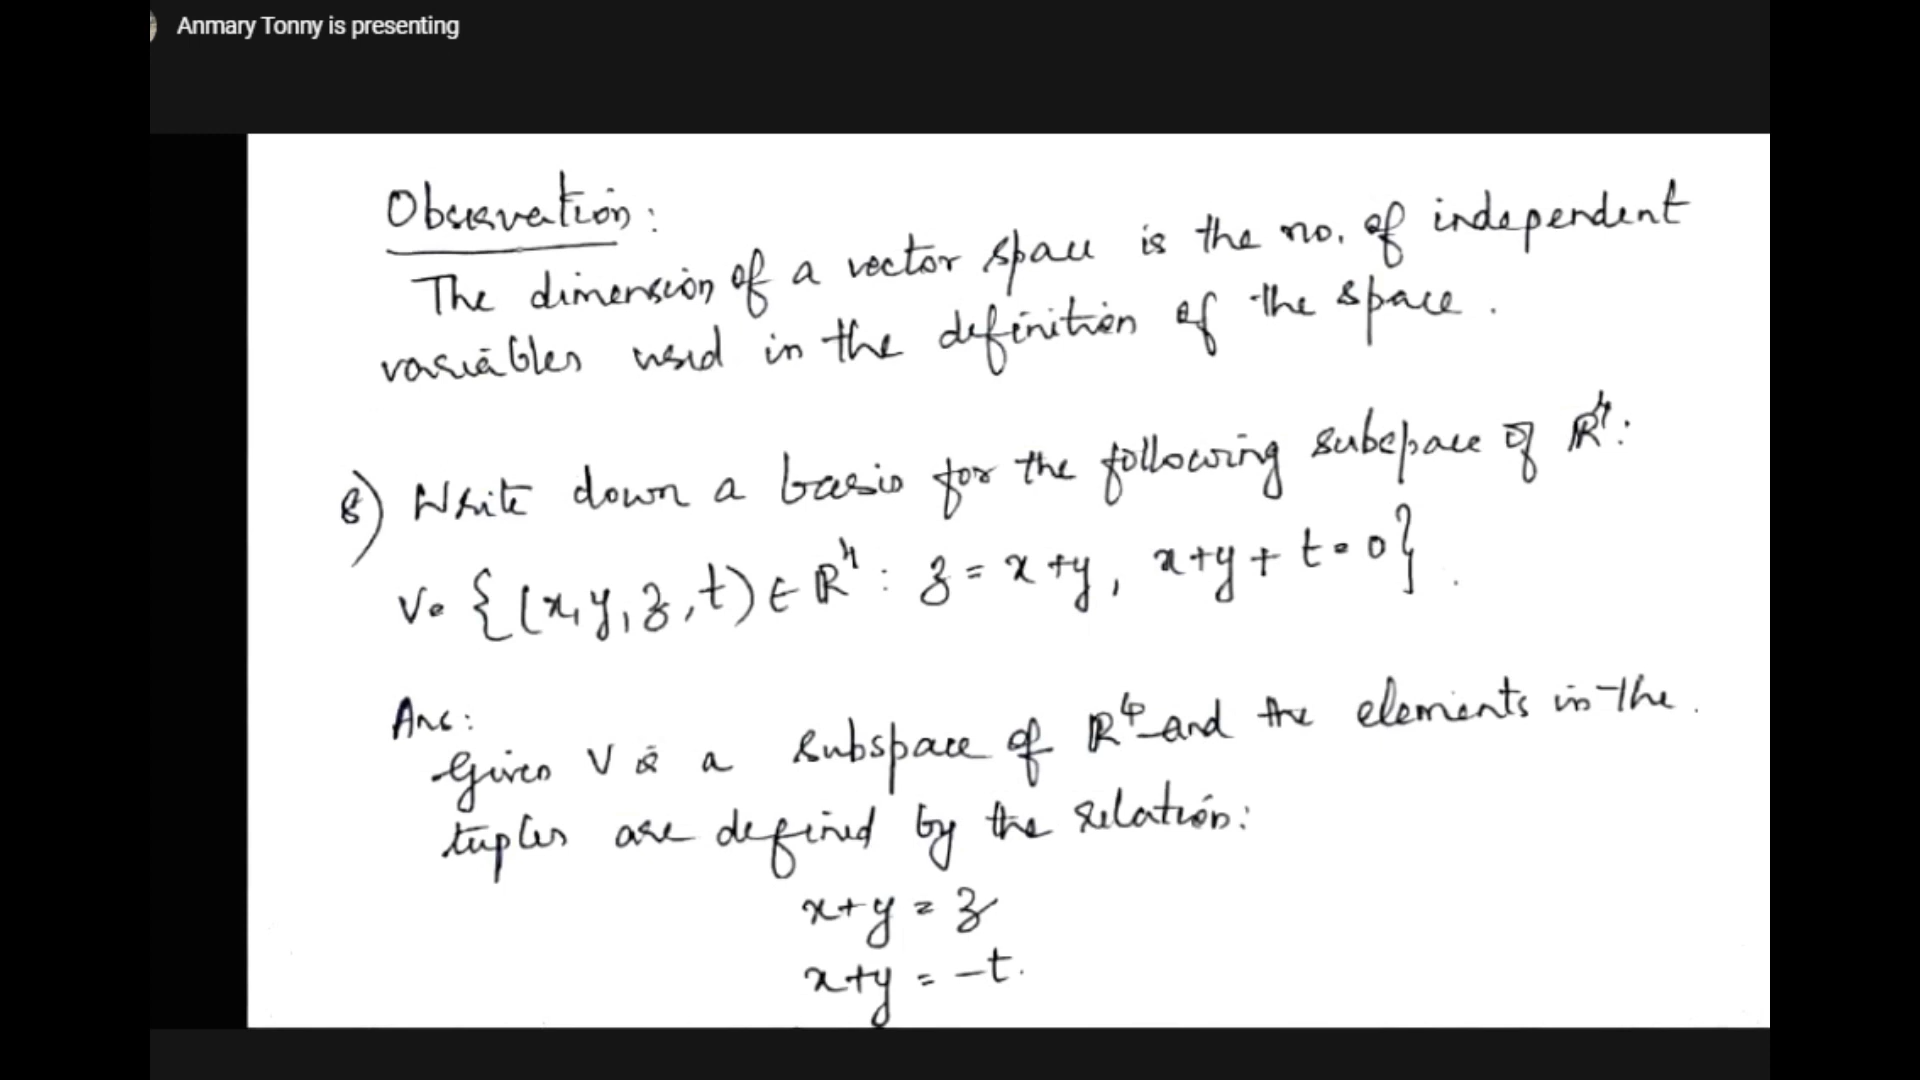 Anmary Tonny is presenting
Observation:
The dimension of a vector space is the no. of independent
variables used in the definition of the space.
8) Write down a basis for the following subspace of R⁴:
V = {(x, y, z, t) ∈ R⁴ : z = x+y, x+y+t=0}.
Ans:
Given V is a subspace of R⁴ and the elements in the
tuples are defined by the relation:
x+y = z
x+y = -t.